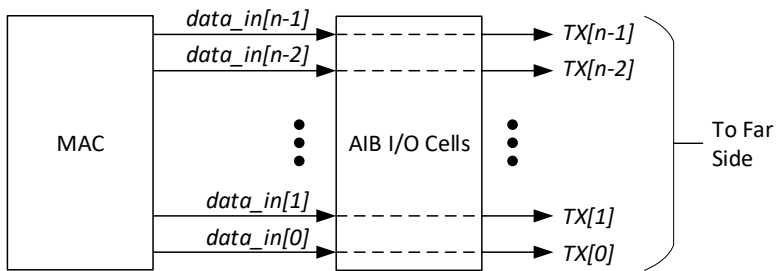 data_in[n-1] TX[n-1]
data_in[n-2] TX[n-2]
MAC AIB I/O Cells To Far
Side
data_in[1] TX[1]
data_in[0] TX[0]